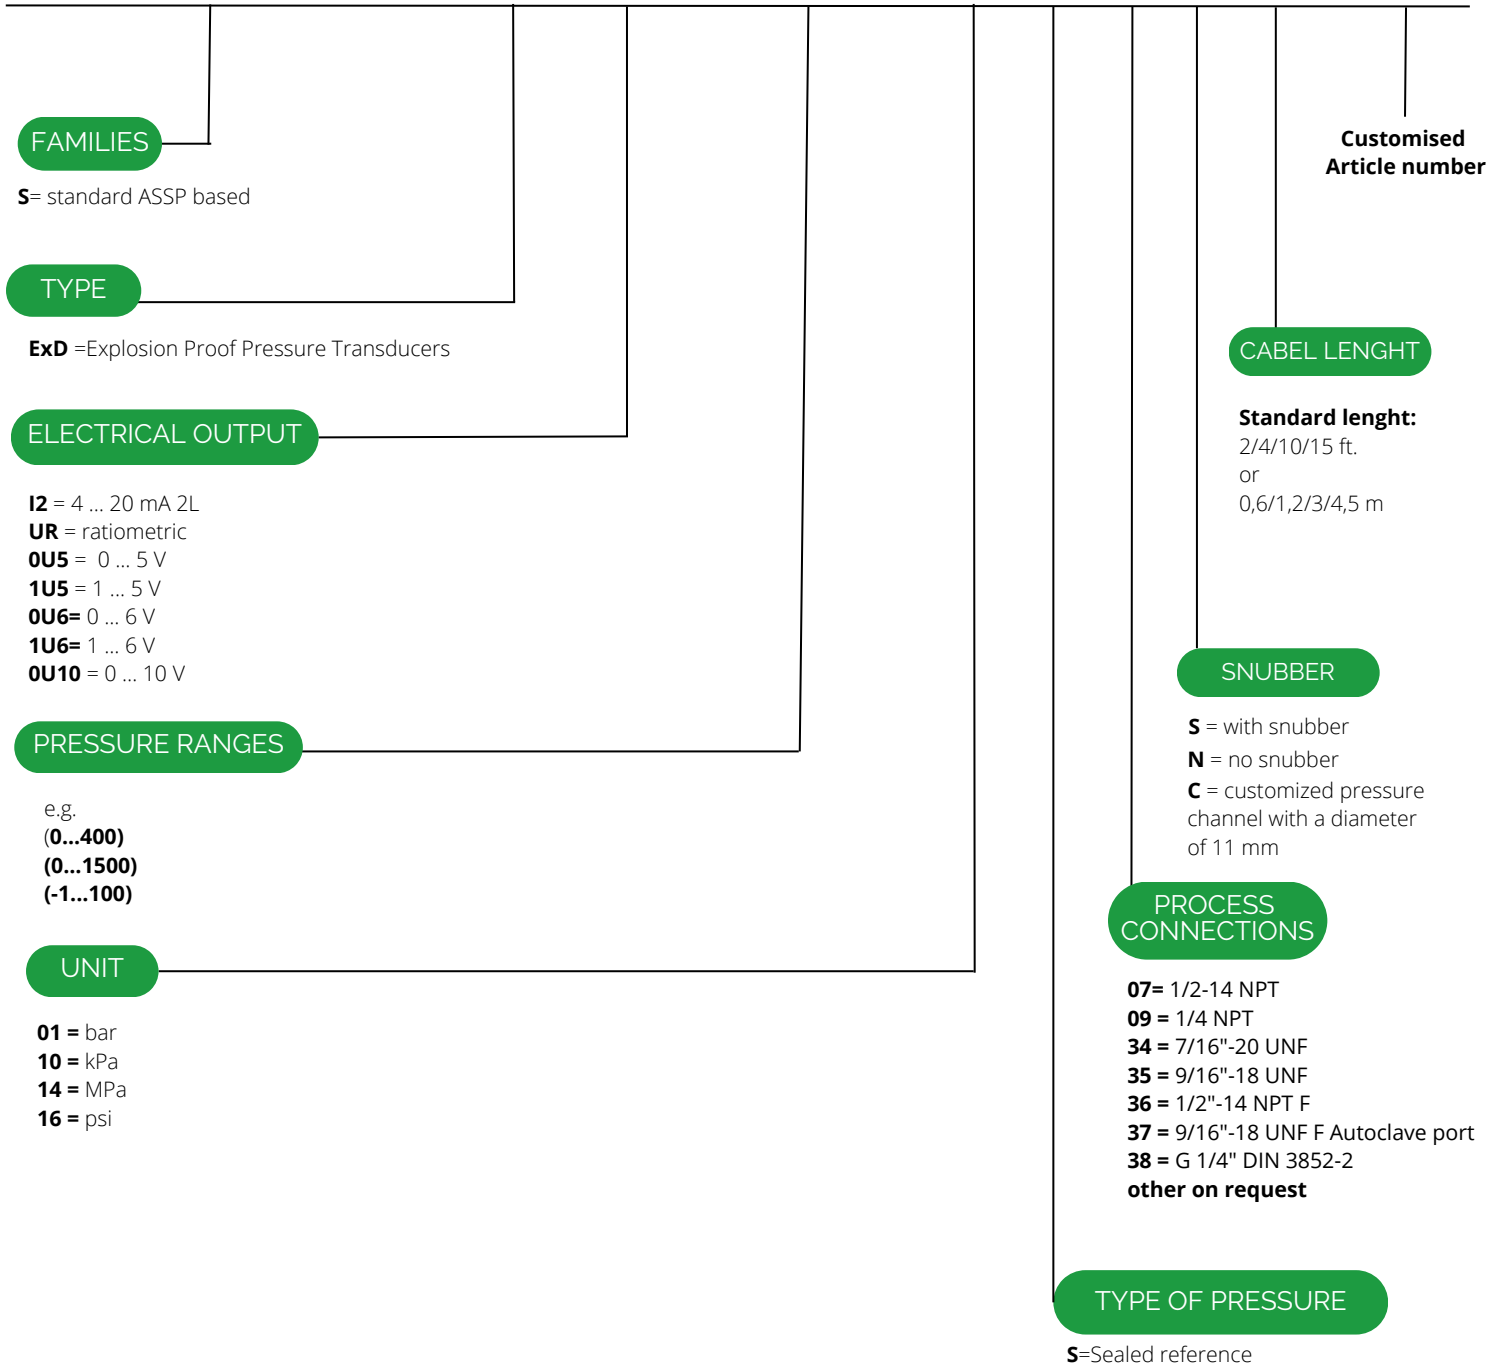 FAMILIES
S= standard ASSP based
TYPE
ExD =Explosion Proof Pressure Transducers
ELECTRICAL OUTPUT
I2 = 4 ... 20 mA 2L
UR = ratiometric
0U5 = 0 ... 5 V
1U5 = 1 ... 5 V
0U6= 0 ... 6 V
1U6= 1 ... 6 V
0U10 = 0 ... 10 V
PRESSURE RANGES
e.g.
(0...400)
(0...1500)
(-1...100)
UNIT
01 = bar
10 = kPa
14 = MPa
16 = psi
Customised
Article number
CABEL LENGHT
Standard lenght:
2/4/10/15 ft.
or
0,6/1,2/3/4,5 m
SNUBBER
S = with snubber
N = no snubber
C = customized pressure
channel with a diameter
of 11 mm
PROCESS
CONNECTIONS
07= 1/2-14 NPT
09 = 1/4 NPT
34 = 7/16"-20 UNF
35 = 9/16"-18 UNF
36 = 1/2"-14 NPT F
37 = 9/16"-18 UNF F Autoclave port
38 = G 1/4" DIN 3852-2
other on request
TYPE OF PRESSURE
S=Sealed reference